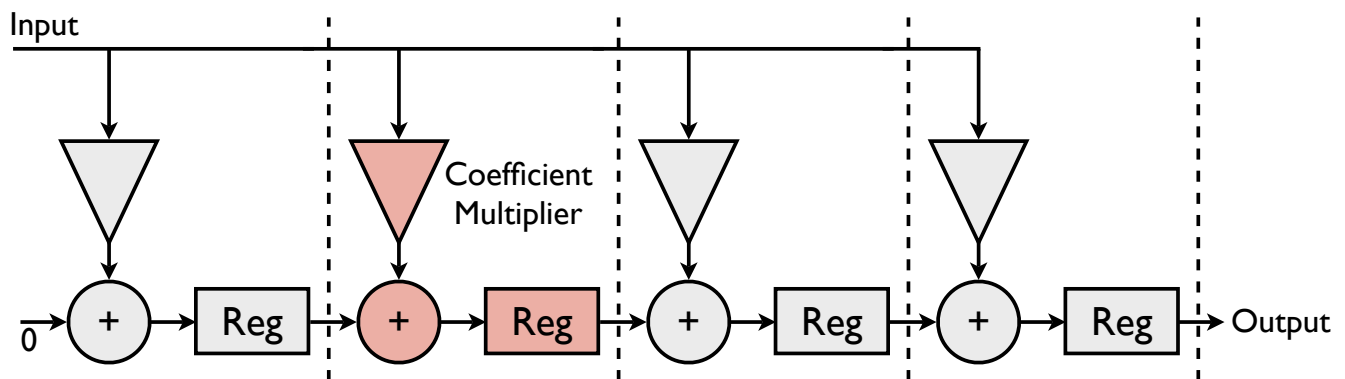 Input
Coefficient
Multiplier
0
+
Reg
+
Reg
+
Reg
+
Reg
Output